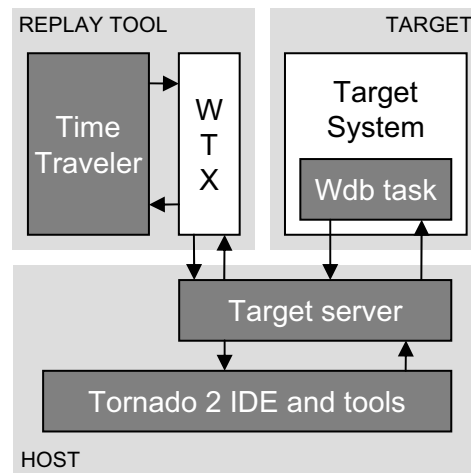 REPLAY TOOL
TARGET
Time
Traveler
W
T
X
Target
System
Wdb task
Target server
Tornado 2 IDE and tools
HOST